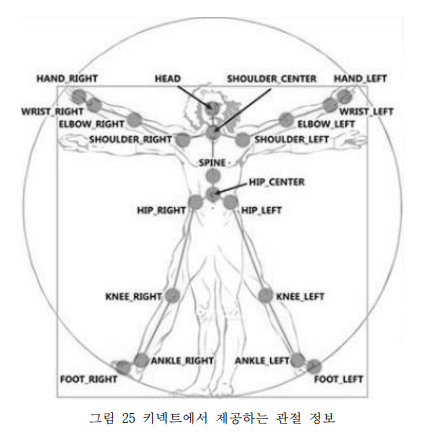 HEAD SHOULDER_CENTER
HAND_RIGHT HAND_LEFT
WRIST_RIGHT WRIST_LEFT
ELBOW_RIGHT ELBOW_LEFT
SHOULDER_RIGHT SHOULDER_LEFT
SPINE
HIP_CENTER
HIP_RIGHT HIP_LEFT
KNEE_RIGHT KNEE_LEFT
ANKLE_RIGHT ANKLE_LEFT
FOOT_RIGHT FOOT_LEFT
그림 25 키넥트에서 제공하는 관절 정보